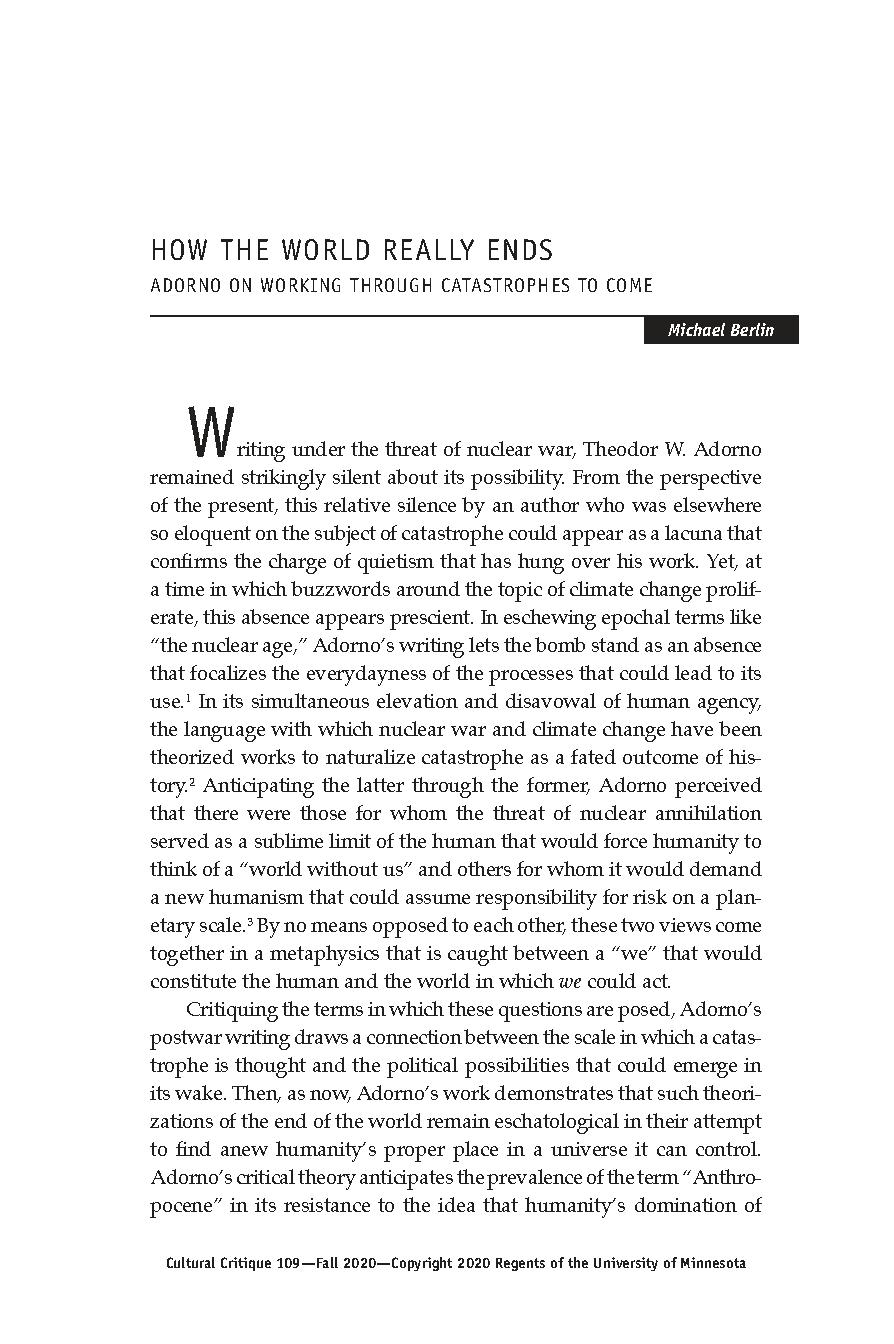 HOW THE WORLD REALLY ENDS
ADORNO ON WORKING THROUGH CATASTROPHES TO COME
Michael Berlin
Writing under the threat of nuclear war, Theodor W. Adorno
remained strikingly silent about its possibility. From the perspective
of the present, this relative silence by an author who was elsewhere
so eloquent on the subject of catastrophe could appear as a lacuna that
confirms the charge of quietism that has hung over his work. Yet, at
a time in which buzzwords around the topic of climate change prolif-
erate, this absence appears prescient. In eschewing epochal terms like
“the nuclear age,” Adorno’s writing lets the bomb stand as an absence
that focalizes the everydayness of the processes that could lead to its
use.¹ In its simultaneous elevation and disavowal of human agency,
the language with which nuclear war and climate change have been
theorized works to naturalize catastrophe as a fated outcome of his-
tory.² Anticipating the latter through the former, Adorno perceived
that there were those for whom the threat of nuclear annihilation
served as a sublime limit of the human that would force humanity to
think of a “world without us” and others for whom it would demand
a new humanism that could assume responsibility for risk on a plan-
etary scale.³ By no means opposed to each other, these two views come
together in a metaphysics that is caught between a “we” that would
constitute the human and the world in which we could act.
Critiquing the terms in which these questions are posed, Adorno’s
postwar writing draws a connection between the scale in which a catas-
trophe is thought and the political possibilities that could emerge in
its wake. Then, as now, Adorno’s work demonstrates that such theori-
zations of the end of the world remain eschatological in their attempt
to find anew humanity’s proper place in a universe it can control.
Adorno’s critical theory anticipates the prevalence of the term “Anthro-
pocene” in its resistance to the idea that humanity’s domination of
Cultural Critique 109—Fall 2020—Copyright 2020 Regents of the University of Minnesota